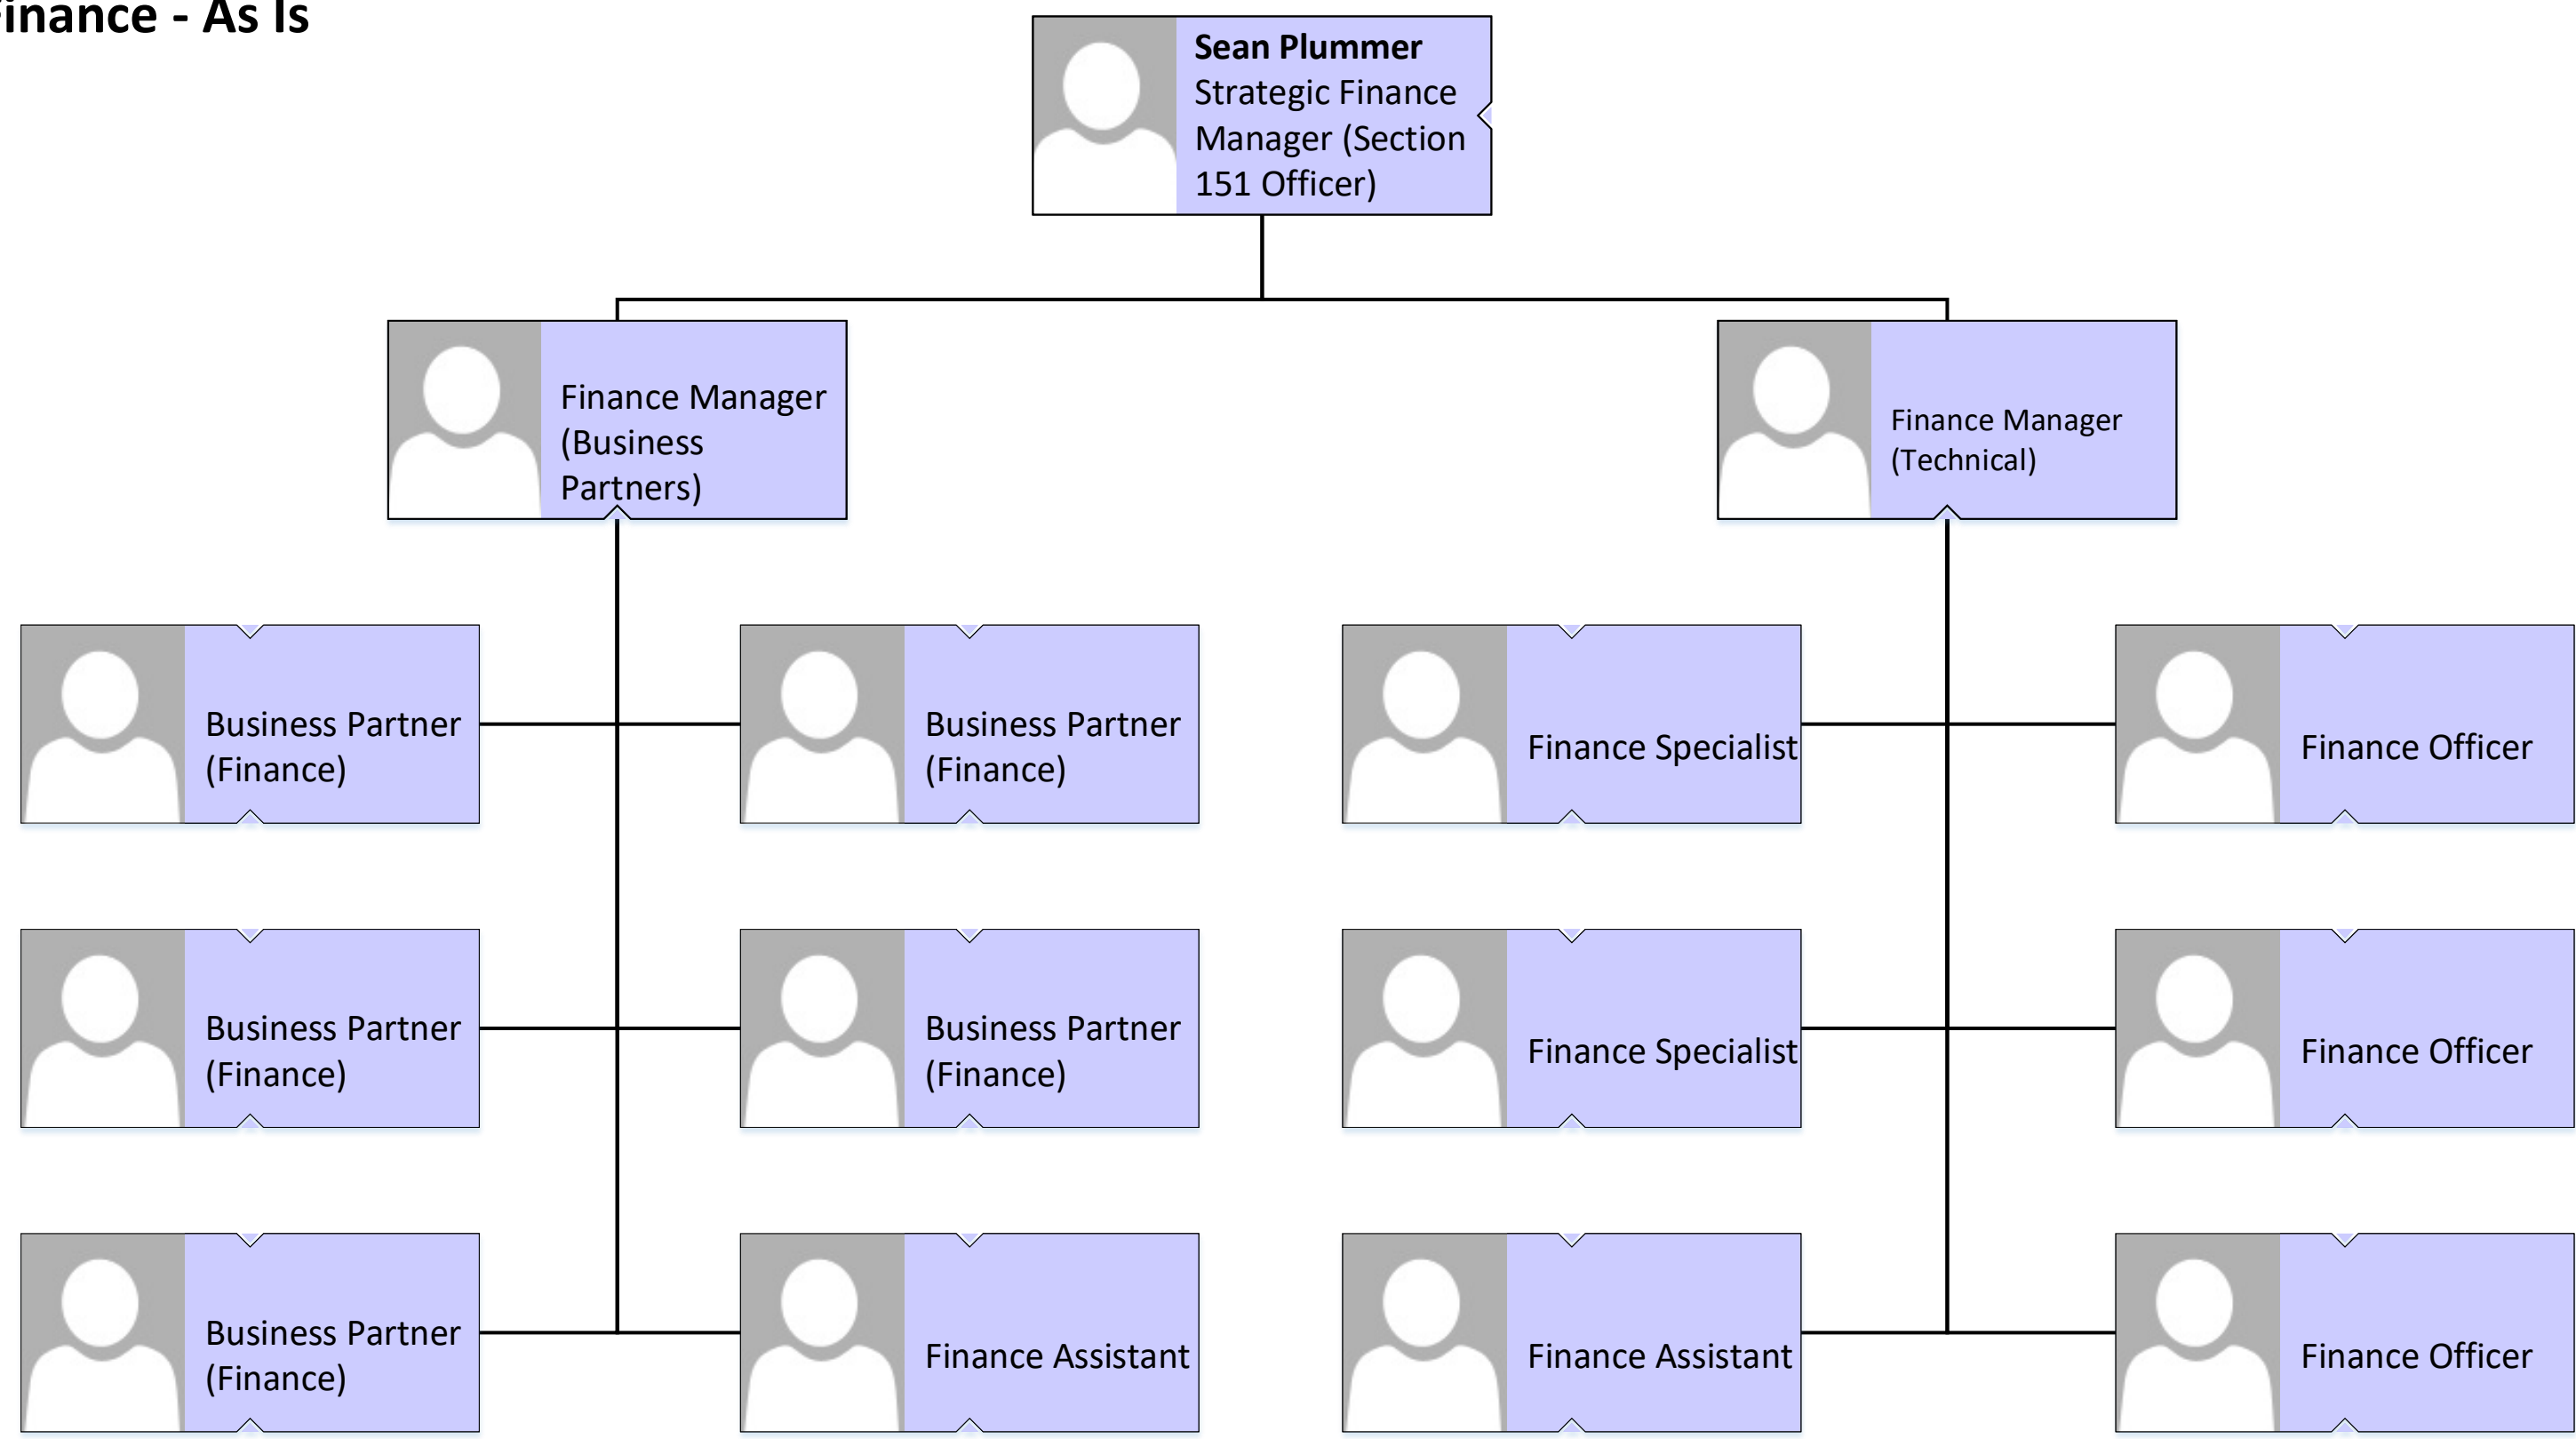 inance - As Is
Sean Plummer
Strategic Finance
Manager (Section
151 Officer)
Finance Manager
(Business
Partners)
Finance Manager
(Technical)
Business Partner
(Finance)
Business Partner
(Finance)
Finance Specialist
Finance Officer
Business Partner
(Finance)
Business Partner
(Finance)
Finance Specialist
Finance Officer
Business Partner
(Finance)
Finance Assistant
Finance Assistant
Finance Officer